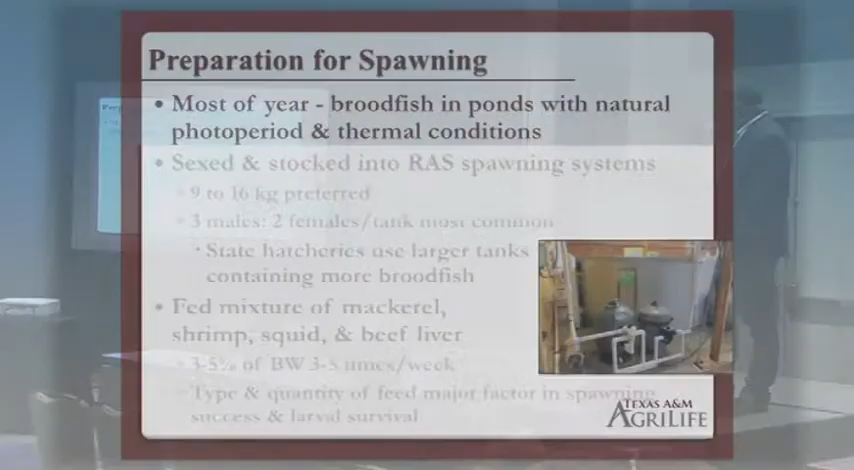 Preparation for Spawning
• Most of year - broodfish in ponds with natural
photoperiod & thermal conditions
• Sexed & stocked into RAS spawning systems
• 9 to 16 kg preferred
• 3 males: 2 females/tank most common
• State hatcheries use larger tanks
containing more broodfish
• Fed mixture of mackerel,
shrimp, squid, & beef liver
• 3-5% of BW 3-5 times/week
• Type & quantity of feed major factor in spawning
success & larval survival
TEXAS A&M
AGRILIFE